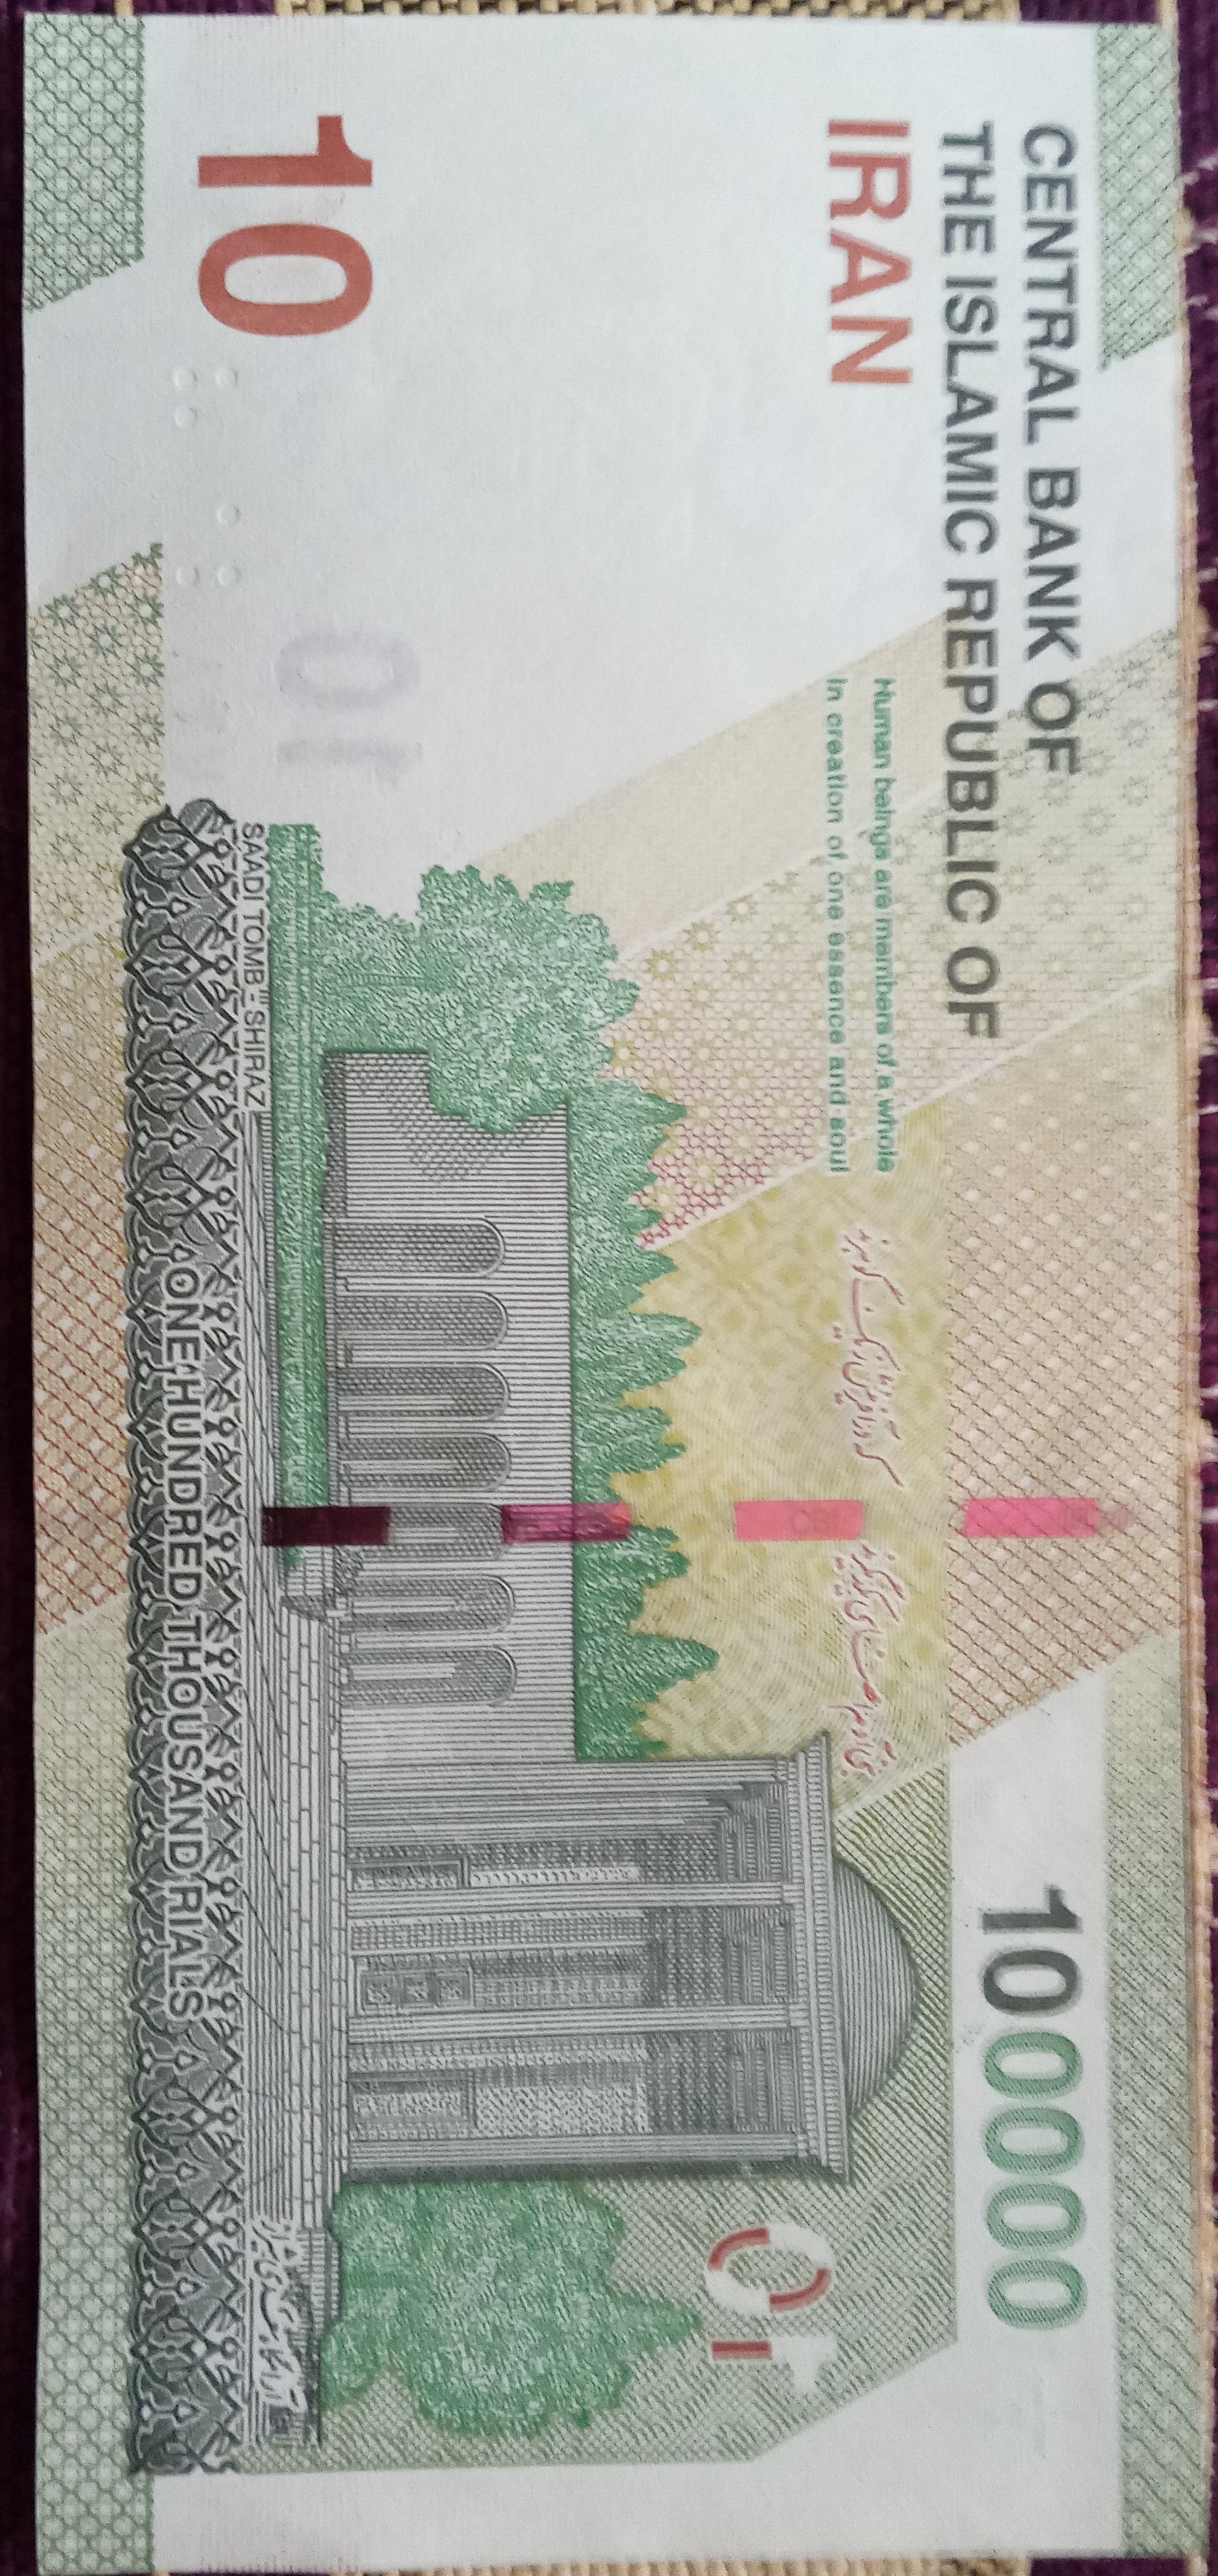 CENTRAL BANK OF
THE ISLAMIC REPUBLIC OF
IRAN
100000
Human beings are members of a whole
In creation of one essence and soul
بنی آدم اعضای یکدیگرند
که در آفرینش ز یک گوهرند
10
SAADI TOMB - SHIRAZ
آرامگاه سعدی شیراز
ONE HUNDRED THOUSAND RIALS